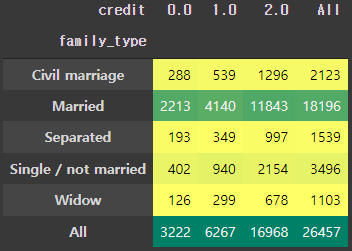 credit 0.0 1.0 2.0 All
family_type
Civil marriage 288 539 1296 2123
Married 2213 4140 11843 18196
Separated 193 349 997 1539
Single / not married 402 940 2154 3496
Widow 126 299 678 1103
All 3222 6267 16968 26457